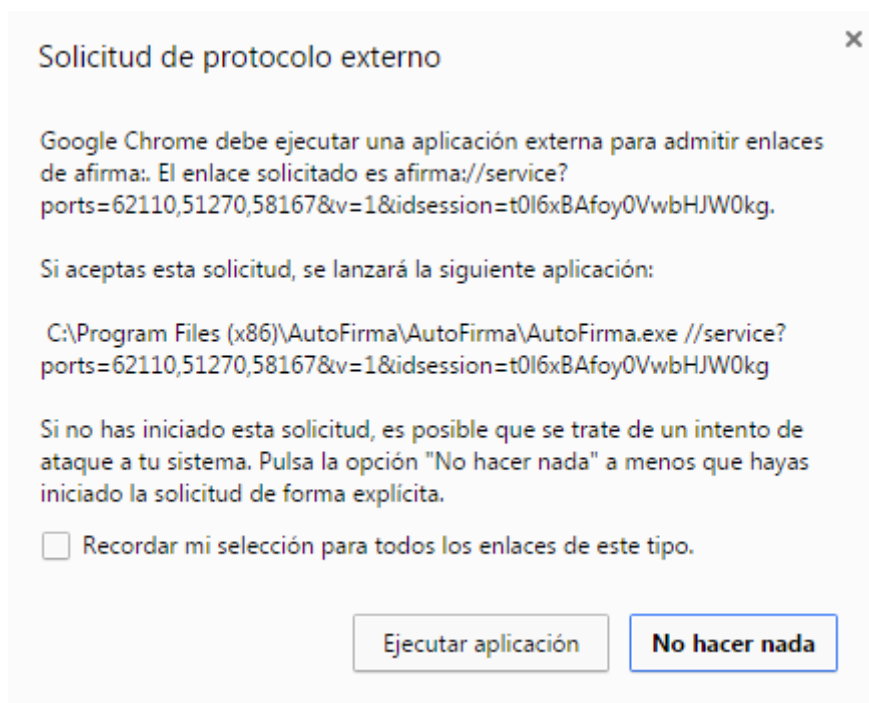 Solicitud de protocolo externo
Google Chrome debe ejecutar una aplicación externa para admitir enlaces
de afirma:. El enlace solicitado es afirma://service?
ports=62110,51270,58167&v=1&idsession=t0I6xBAfoy0VwbHJW0kg.
Si aceptas esta solicitud, se lanzará la siguiente aplicación:
C:\Program Files (x86)\AutoFirma\AutoFirma\AutoFirma.exe //service?
ports=62110,51270,58167&v=1&idsession=t0I6xBAfoy0VwbHJW0kg
Si no has iniciado esta solicitud, es posible que se trate de un intento de
ataque a tu sistema. Pulsa la opción "No hacer nada" a menos que hayas
iniciado la solicitud de forma explícita.
Recordar mi selección para todos los enlaces de este tipo.
Ejecutar aplicación
No hacer nada